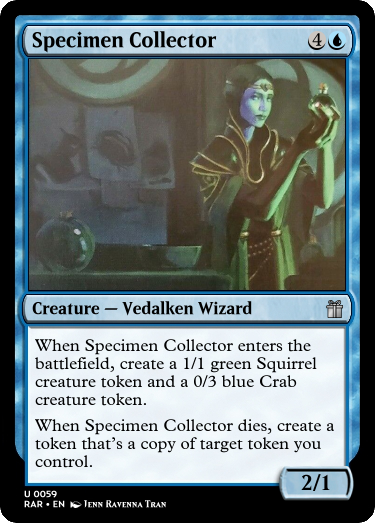 Specimen Collector 4
Creature — Vedalken Wizard
When Specimen Collector enters the
battlefield, create a 1/1 green Squirrel
creature token and a 0/3 blue Crab
creature token.
When Specimen Collector dies, create a
token that's a copy of target token you
control.
2/1
U 0059
RAR • EN Jenn Ravenna Tran